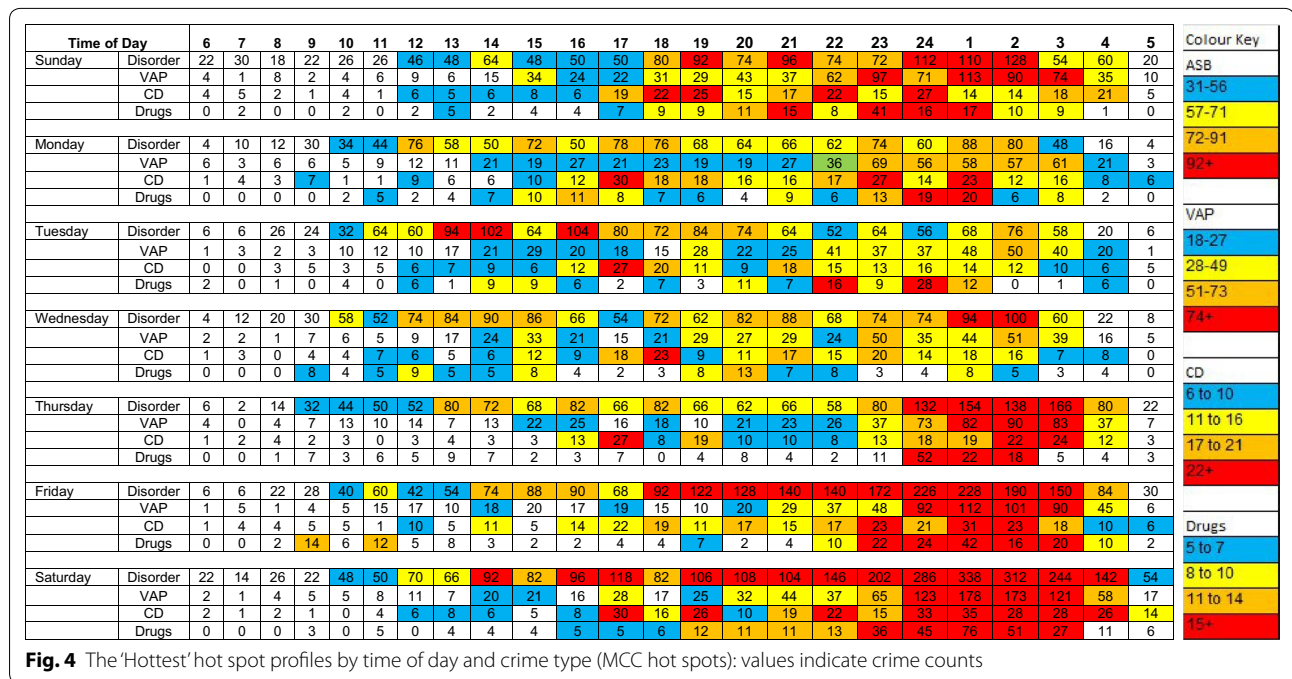 Time of Day 6 7 8 9 10 11 12 13 14 15 16 17 18 19 20 21 22 23 24 1 2 3 4 5
Sunday Disorder 22 30 18 22 26 26 46 48 64 48 50 50 80 92 74 96 74 72 112 110 128 54 60 20
VAP 4 1 8 2 4 6 9 6 15 34 24 22 31 29 43 37 62 97 71 113 90 74 35 10
CD 4 5 2 1 4 1 6 5 6 8 6 19 22 25 15 17 22 15 27 14 14 18 21 5
Drugs 0 2 0 0 2 0 2 5 2 4 4 7 9 9 11 15 8 41 16 17 10 9 1 0
Monday Disorder 4 10 12 30 34 44 76 58 50 72 50 78 76 68 64 66 62 74 60 88 80 48 16 4
VAP 6 3 6 6 5 9 12 11 21 19 27 21 23 19 19 27 36 69 56 58 57 61 21 3
CD 1 4 3 7 1 1 9 6 6 10 12 30 18 18 16 16 17 27 14 23 12 16 8 6
Drugs 0 0 0 0 2 5 2 4 7 10 11 8 7 6 4 9 6 13 19 20 6 8 2 0
Tuesday Disorder 6 6 26 24 32 64 60 94 102 64 104 80 72 84 74 64 52 64 56 68 76 58 20 6
VAP 1 3 2 3 10 12 10 17 21 29 20 18 15 28 22 25 41 37 37 48 50 40 20 1
CD 0 0 3 5 3 5 6 7 9 6 12 27 20 11 9 18 15 13 16 14 12 10 6 5
Drugs 2 0 1 0 4 0 6 1 9 9 6 2 7 3 11 7 16 9 28 12 0 1 6 0
Wednesday Disorder 4 12 20 30 58 52 74 84 90 86 66 54 72 62 82 88 68 74 74 94 100 60 22 8
VAP 2 2 1 7 6 5 9 17 24 33 21 15 21 29 27 29 24 50 35 44 51 39 16 5
CD 1 3 0 4 4 7 6 5 6 12 9 18 23 9 11 17 15 20 14 18 16 7 8 0
Drugs 0 0 0 8 4 5 9 5 5 8 4 2 3 8 13 7 8 3 4 8 5 3 4 0
Thursday Disorder 6 2 14 32 44 50 52 80 72 68 82 66 82 66 62 66 58 80 132 154 138 166 80 22
VAP 4 0 4 7 13 10 14 7 13 22 25 16 18 10 21 23 26 37 73 82 90 83 37 7
CD 1 2 4 2 3 0 3 4 3 3 13 27 8 19 10 10 8 13 18 19 22 24 12 3
Drugs 0 0 1 7 3 6 5 9 7 2 3 7 0 4 8 4 2 11 52 22 18 5 4 3
Friday Disorder 6 6 22 28 40 60 42 54 74 88 90 68 92 122 128 140 140 172 226 228 190 150 84 30
VAP 1 5 1 4 5 15 17 10 18 20 17 19 15 10 20 29 37 48 92 112 101 90 45 6
CD 1 4 4 5 5 1 10 5 11 5 14 22 19 11 17 15 17 23 21 31 23 18 10 6
Drugs 0 0 2 14 6 12 5 8 3 2 2 4 4 7 2 4 10 22 24 42 16 20 10 2
Saturday Disorder 22 14 26 22 48 50 70 66 92 82 96 118 82 106 108 104 146 202 286 338 312 244 142 54
VAP 2 1 4 5 5 8 11 7 20 21 16 28 17 25 32 44 37 65 123 178 173 121 58 17
CD 2 1 2 1 0 4 6 8 6 5 8 30 16 26 10 19 22 15 33 35 28 28 26 14
Drugs 0 0 0 3 0 5 0 4 4 4 5 5 6 12 11 11 13 36 45 76 51 27 11 6
Colour Key
ASB
31-56
57-71
72-91
92+
VAP
18-27
28-49
51-73
74+
CD
6 to 10
11 to 16
17 to 21
22+
Drugs
5 to 7
8 to 10
11 to 14
15+
Fig. 4 The 'Hottest' hot spot profiles by time of day and crime type (MCC hot spots): values indicate crime counts